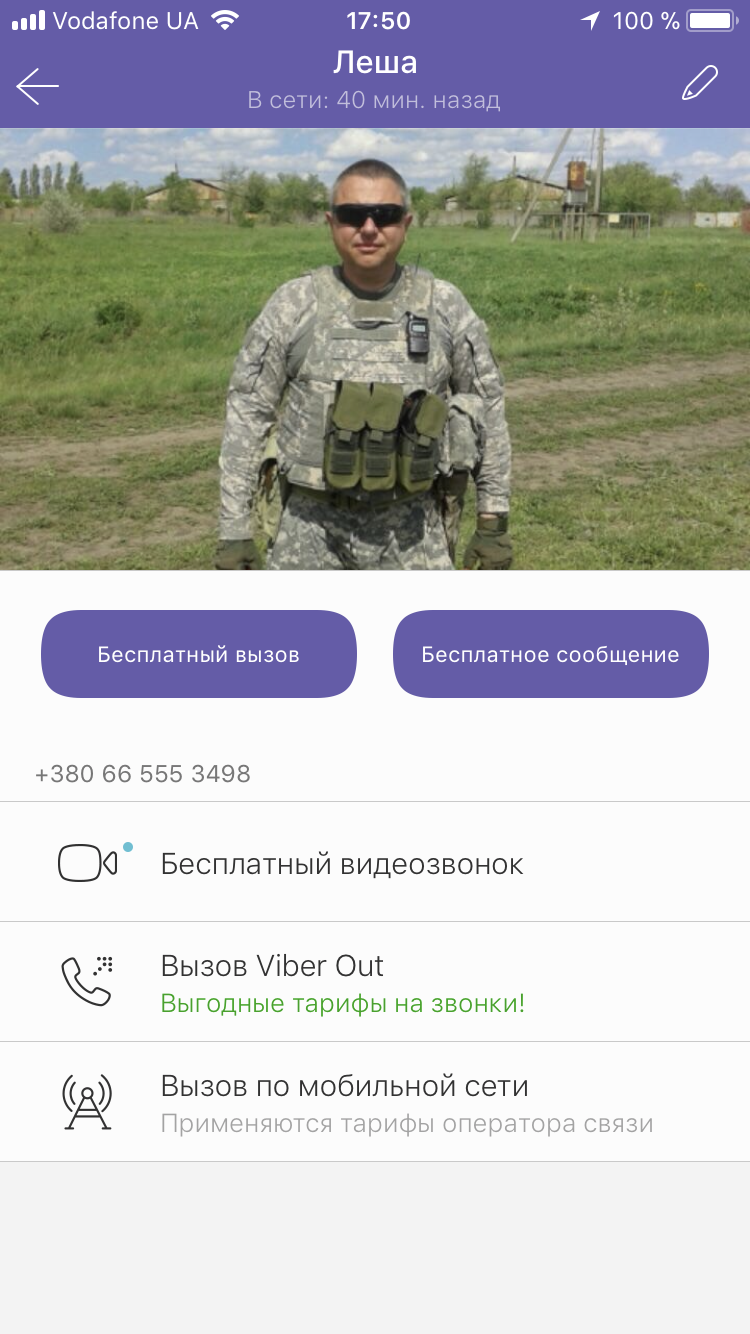 Vodafone UA 17:50 100 %
Леша
В сети: 40 мин. назад
Бесплатный вызов
Бесплатное сообщение
+380 66 555 3498
Бесплатный видеозвонок
Вызов Viber Out
Выгодные тарифы на звонки!
Вызов по мобильной сети
Применяются тарифы оператора связи